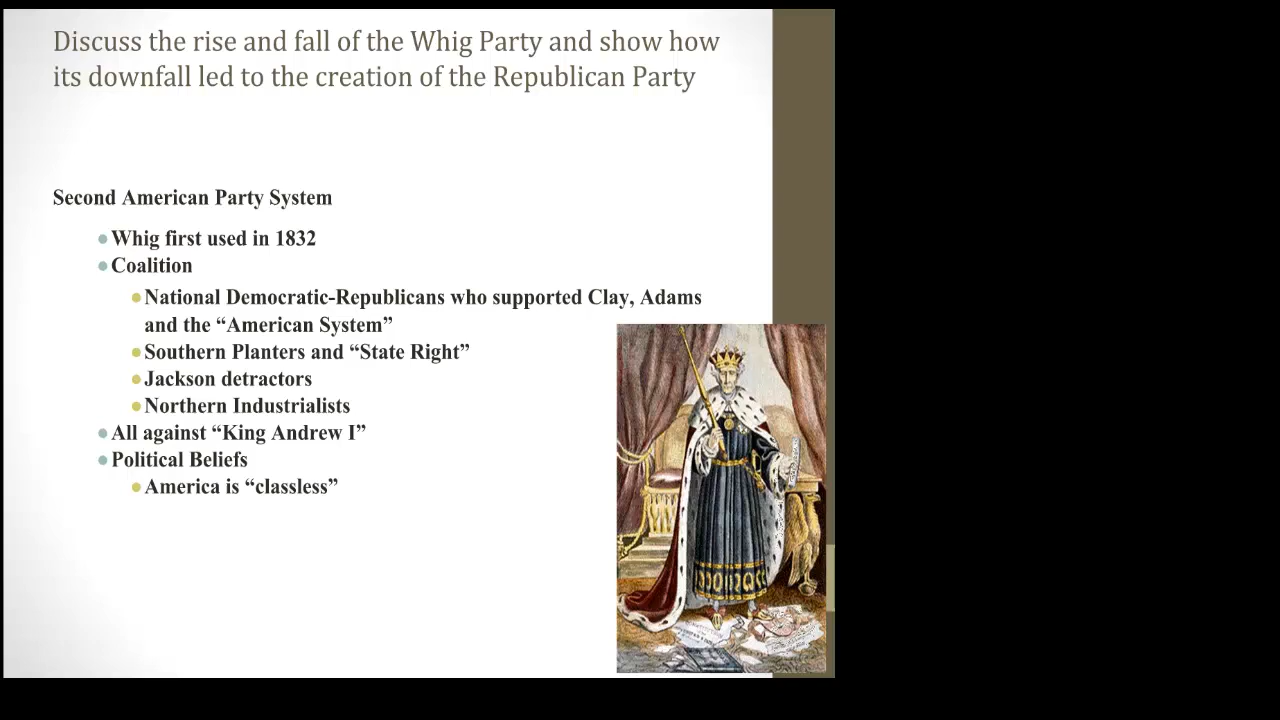 Discuss the rise and fall of the Whig Party and show how
its downfall led to the creation of the Republican Party
Second American Party System
Whig first used in 1832
Coalition
National Democratic-Republicans who supported Clay, Adams
and the “American System”
Southern Planters and “State Right”
Jackson detractors
Northern Industrialists
All against “King Andrew I”
Political Beliefs
America is “classless”